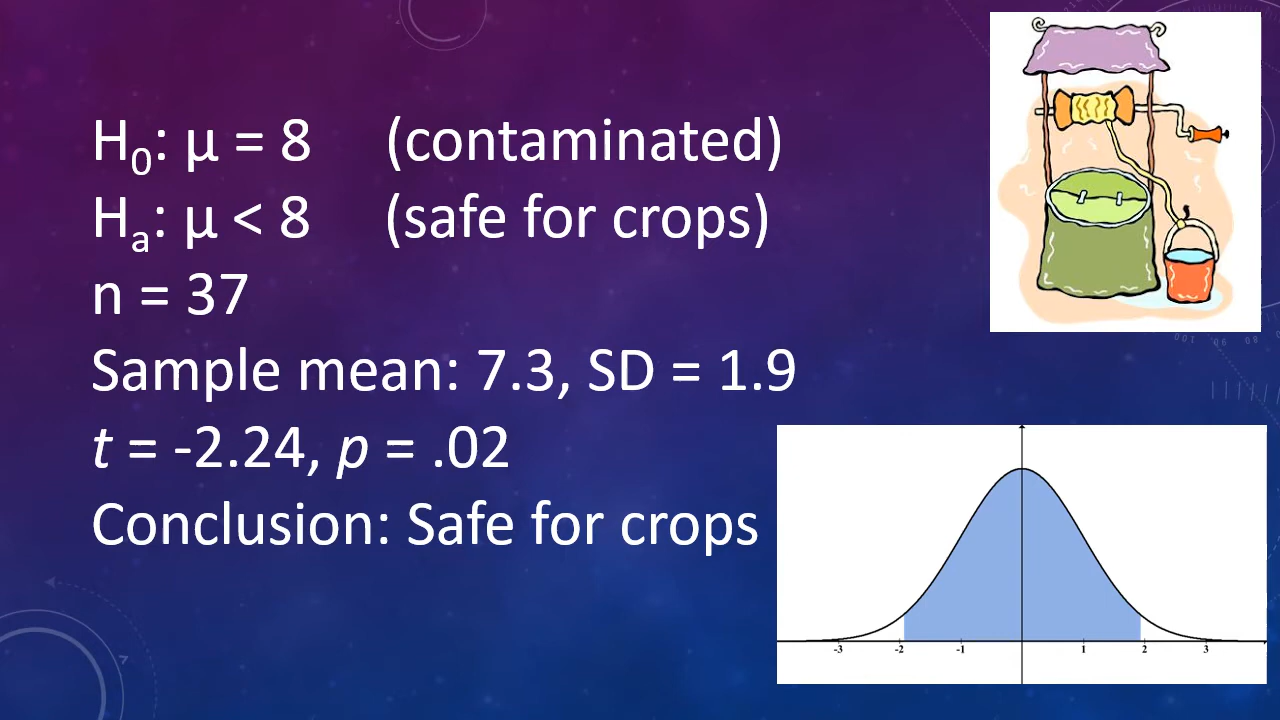 H₀: µ = 8 (contaminated)
Hₐ: µ < 8 (safe for crops)
n = 37
Sample mean: 7.3, SD = 1.9
t = -2.24, p = .02
Conclusion: Safe for crops
-3 -2 -1 1 2 3